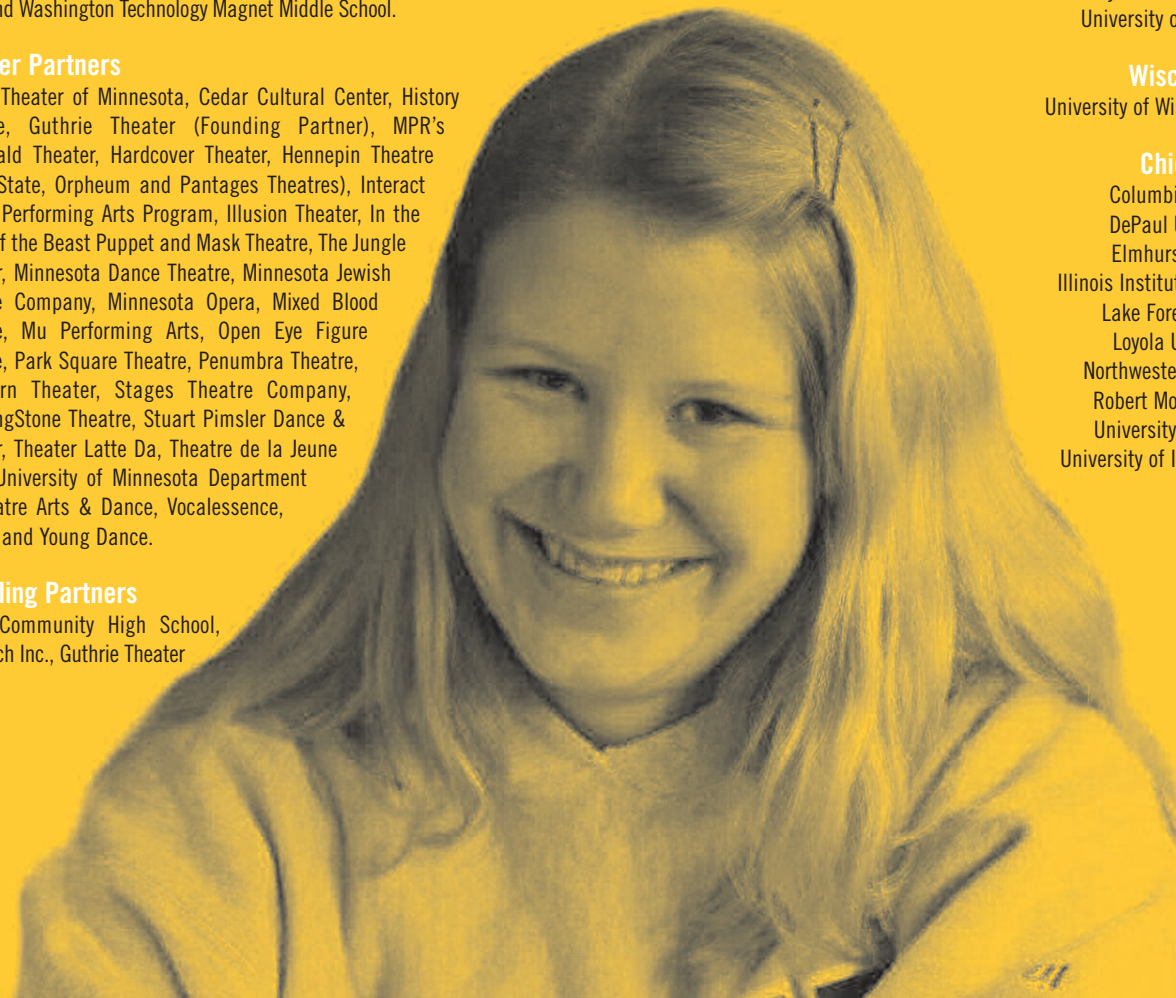 nd Washington Technology Magnet Middle School.
er Partners
Theater of Minnesota, Cedar Cultural Center, History
e, Guthrie Theater (Founding Partner), MPR's
ald Theater, Hardcover Theater, Hennepin Theatre
State, Orpheum and Pantages Theatres), Interact
Performing Arts Program, Illusion Theater, In the
f the Beast Puppet and Mask Theatre, The Jungle
r, Minnesota Dance Theatre, Minnesota Jewish
e Company, Minnesota Opera, Mixed Blood
e, Mu Performing Arts, Open Eye Figure
e, Park Square Theatre, Penumbra Theatre,
rn Theater, Stages Theatre Company,
ngStone Theatre, Stuart Pimsler Dance &
r, Theater Latte Da, Theatre de la Jeune
University of Minnesota Department
atre Arts & Dance, Vocalessence,
and Young Dance.
ling Partners
Community High School,
ch Inc., Guthrie Theater
University o
Wisc
University of Wi
Chi
Columbi
DePaul
Elmhurs
Illinois Institu
Lake Fore
Loyola U
Northweste
Robert Mo
University
University of I